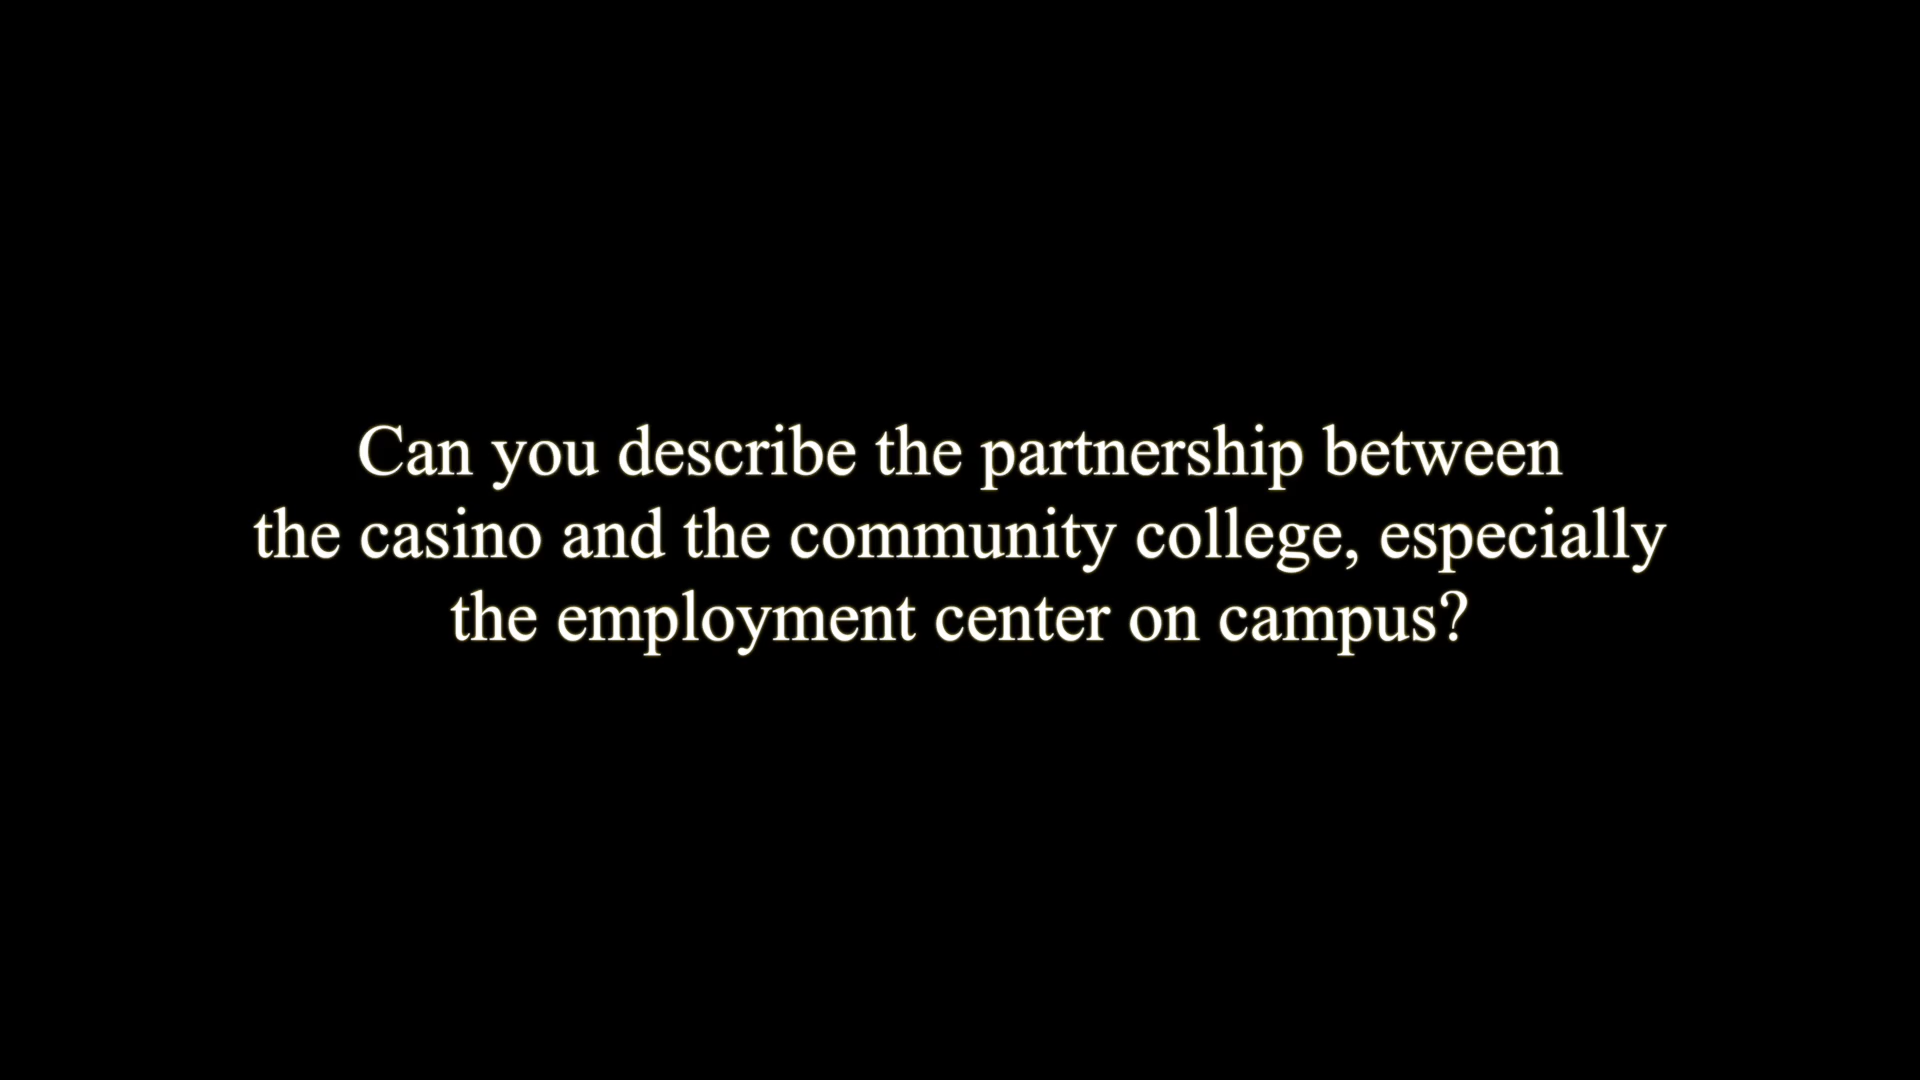 Can you describe the partnership between
the casino and the community college, especially
the employment center on campus?